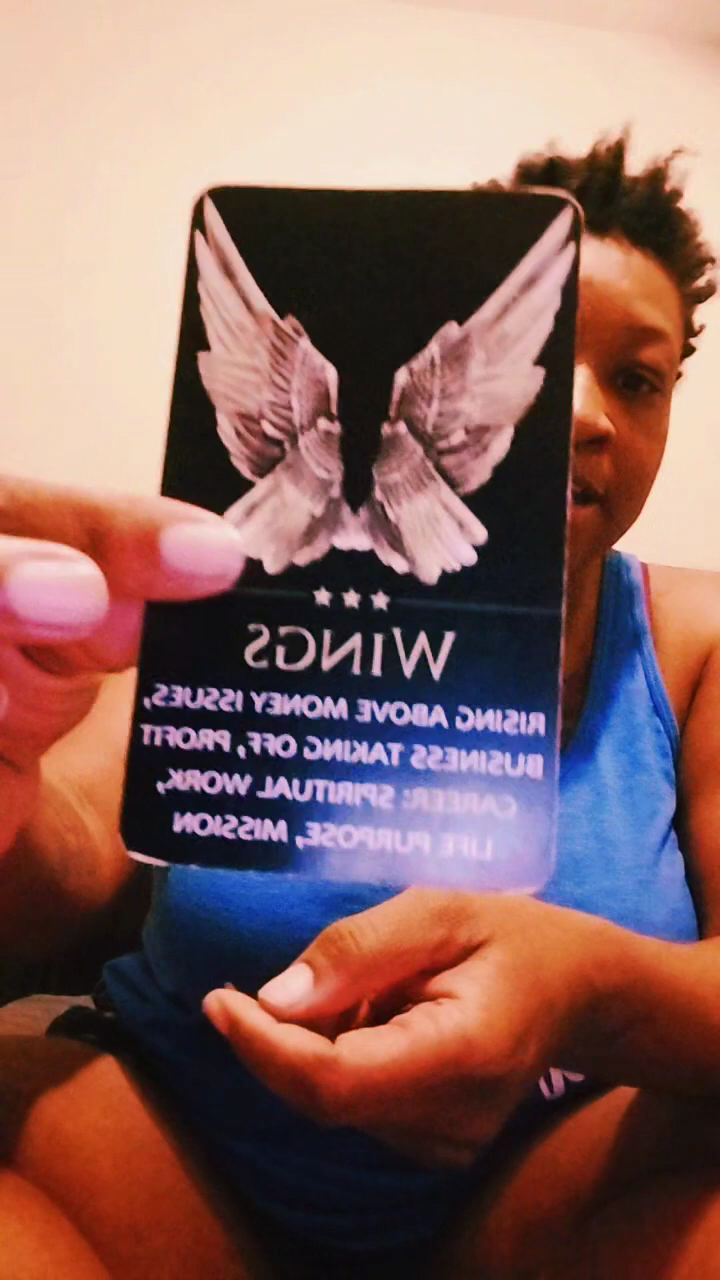 WINGS
RISING ABOVE MONEY ISSUES,
BUSINESS TAKING OFF, PROFIT
CAREER: SPIRITUAL WORK,
LIFE PURPOSE, MISSION